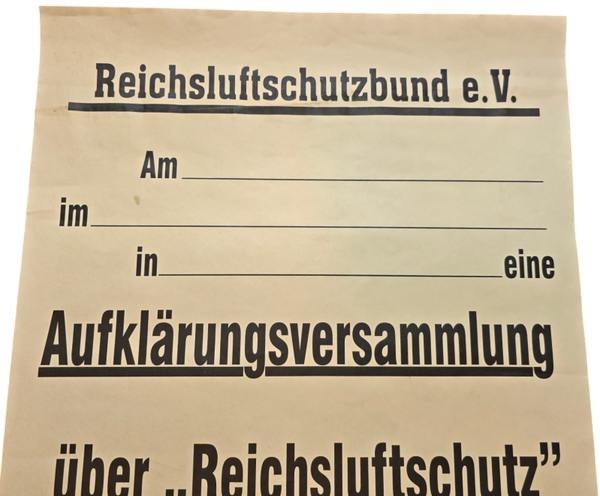 Reichsluftschutzbund e.V.
Am
im
in eine
Aufklärungsversammlung
über „Reichsluftschutz”